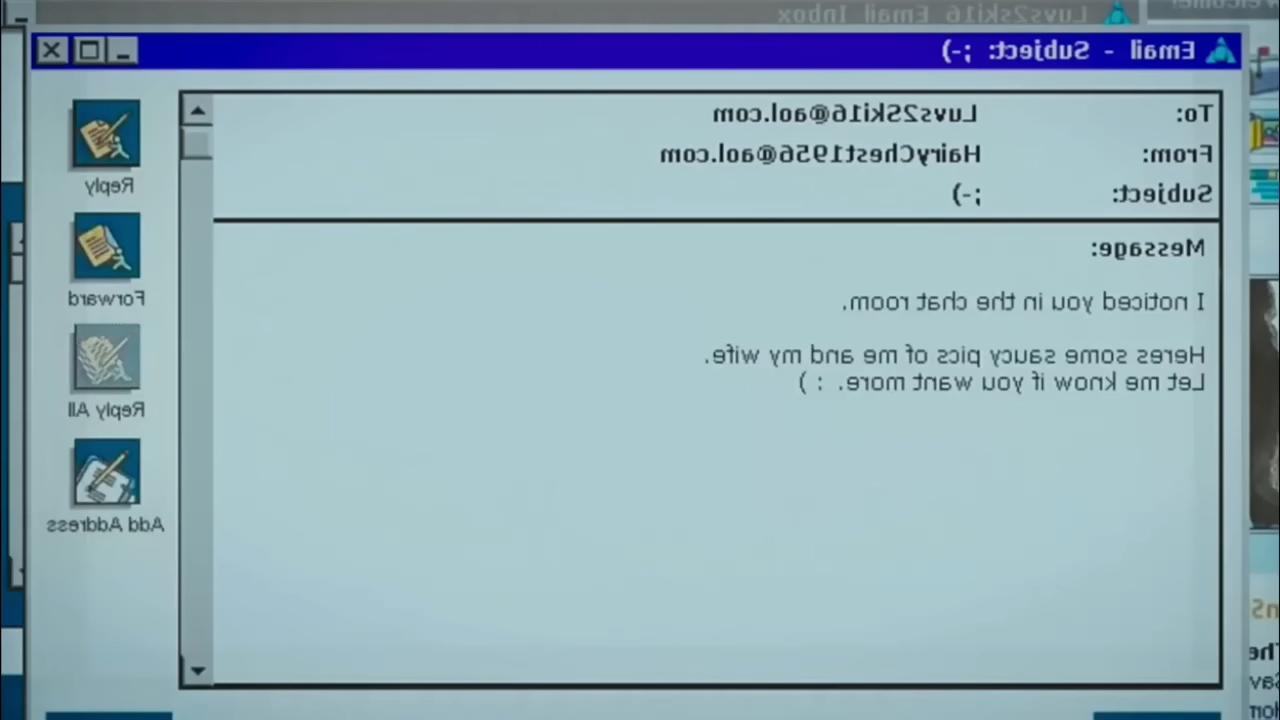 Luvs2ski16 Email Inbox
Email - Subject: ;-)
To: Luvs2Ski16@aol.com
From: HairyChest1956@aol.com
Subject: ;-)
Message:
I noticed you in the chat room.
Heres some saucy pics of me and my wife.
Let me know if you want more. : )
Reply
Forward
Reply All
Add Address